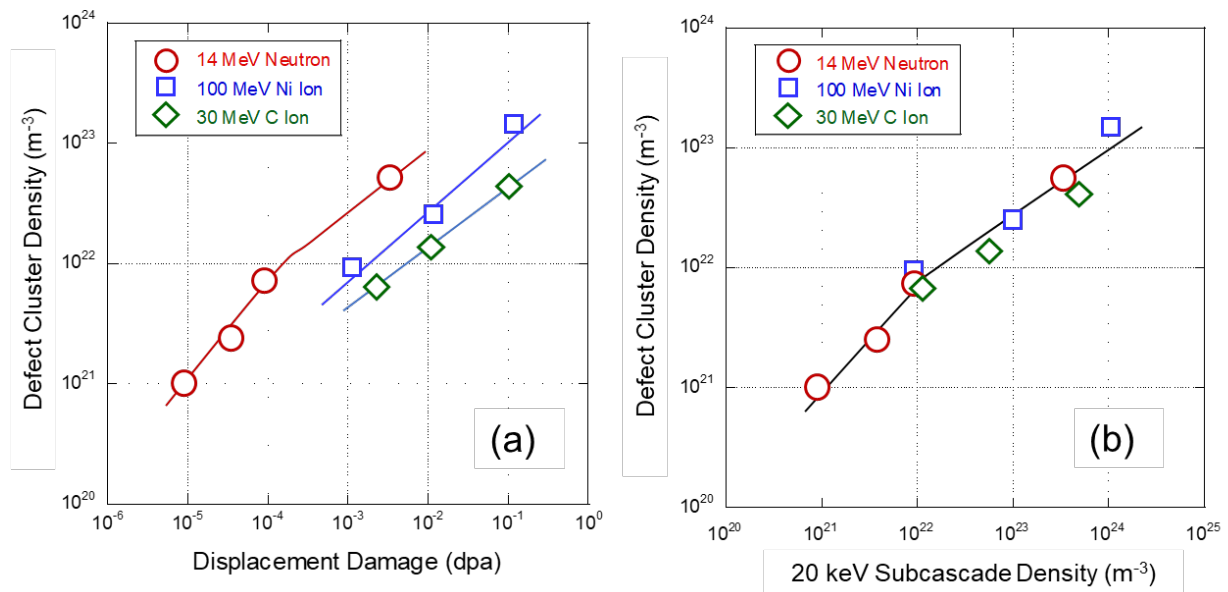 Defect Cluster Density (m-3)
10^24
10^23
10^22
10^21
10^20
14 MeV Neutron
100 MeV Ni Ion
30 MeV C Ion
(a)
10^-6 10^-5 10^-4 10^-3 10^-2 10^-1 10^0
Displacement Damage (dpa)
Defect Cluster Density (m-3)
10^24
10^23
10^22
10^21
10^20
14 MeV Neutron
100 MeV Ni Ion
30 MeV C Ion
(b)
10^20 10^21 10^22 10^23 10^24 10^25
20 keV Subcascade Density (m-3)